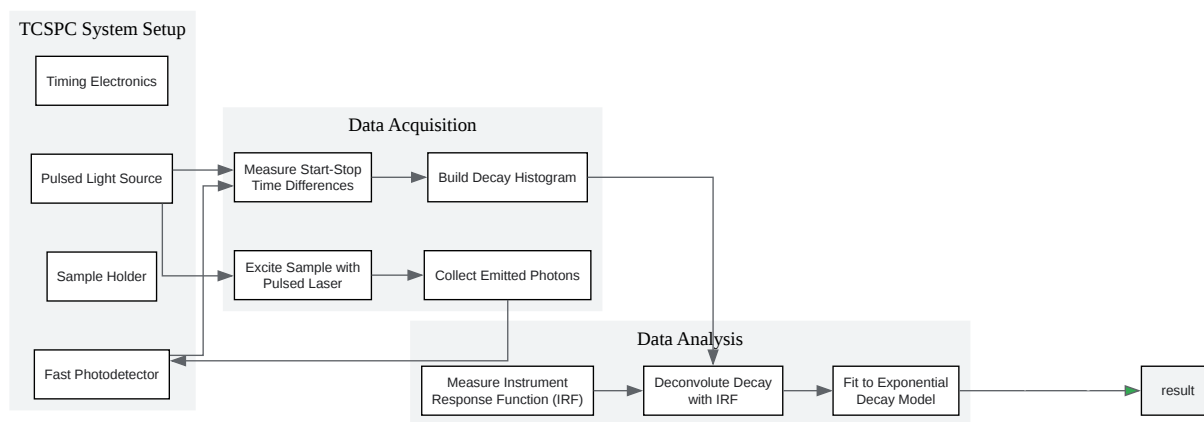 TCSPC System Setup
Timing Electronics
Pulsed Light Source
Sample Holder
Fast Photodetector
Data Acquisition
Measure Start-Stop
Time Differences
Build Decay Histogram
Excite Sample with
Pulsed Laser
Collect Emitted Photons
Data Analysis
Measure Instrument
Response Function (IRF)
Deconvolute Decay
with IRF
Fit to Exponential
Decay Model
result